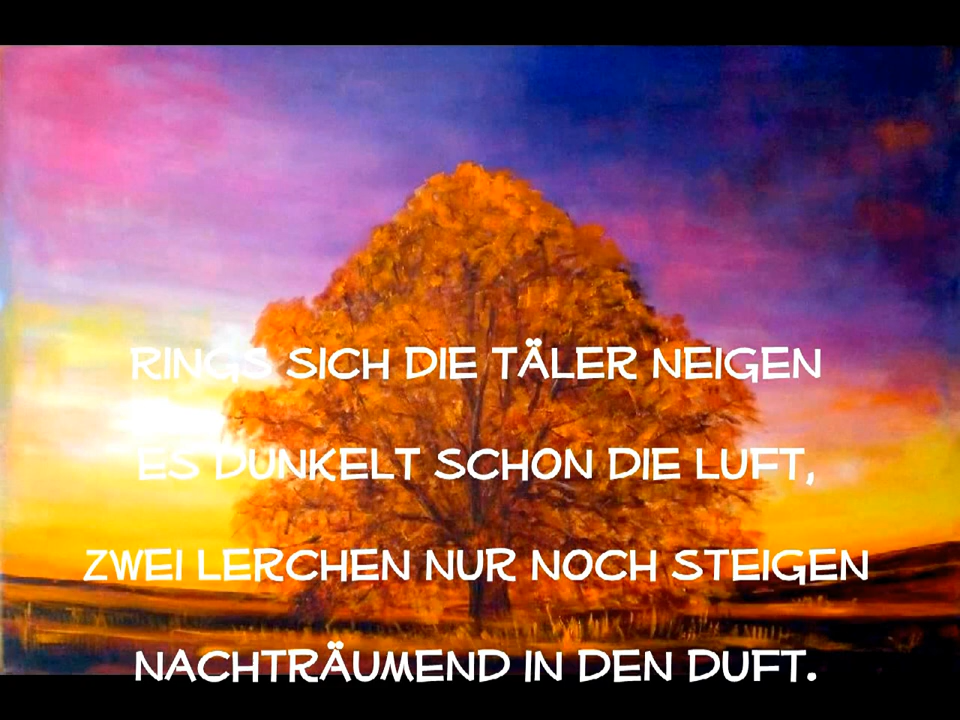 RINGS SICH DIE TÄLER NEIGEN
ES DUNKELT SCHON DIE LUFT,
ZWEI LERCHEN NUR NOCH STEIGEN
NACHTRÄUMEND IN DEN DUFT.